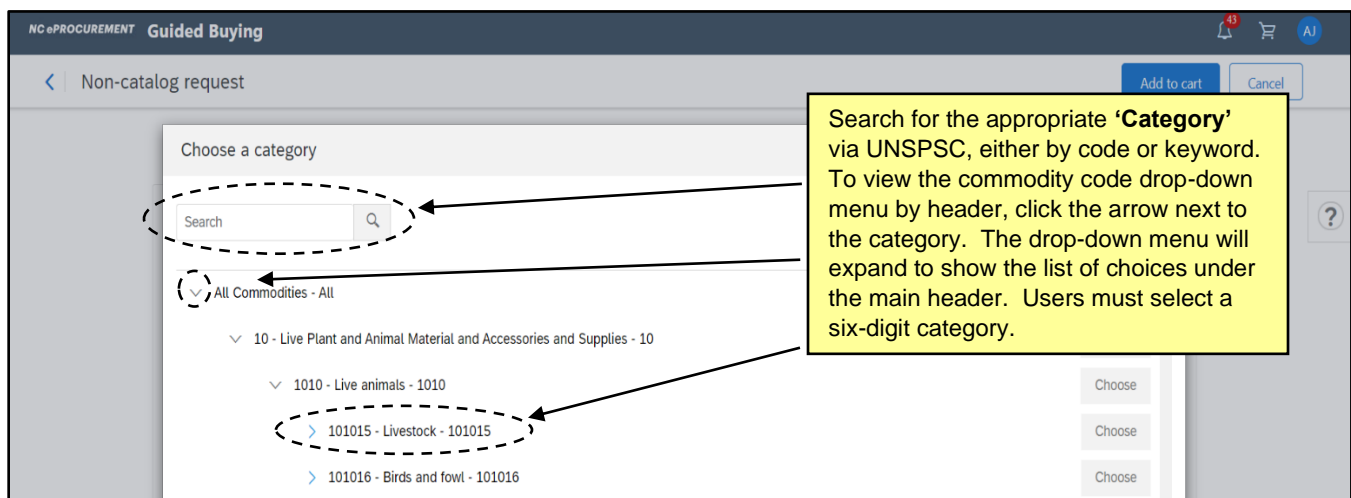 NC ePROCUREMENT Guided Buying
43
AJ
Non-catalog request
Add to cart
Cancel
Choose a category
Search
Search for the appropriate ‘Category’
via UNSPSC, either by code or keyword.
To view the commodity code drop-down
menu by header, click the arrow next to
the category. The drop-down menu will
expand to show the list of choices under
the main header. Users must select a
six-digit category.
?
All Commodities - All
10 - Live Plant and Animal Material and Accessories and Supplies - 10
1010 - Live animals - 1010
Choose
101015 - Livestock - 101015
Choose
101016 - Birds and fowl - 101016
Choose